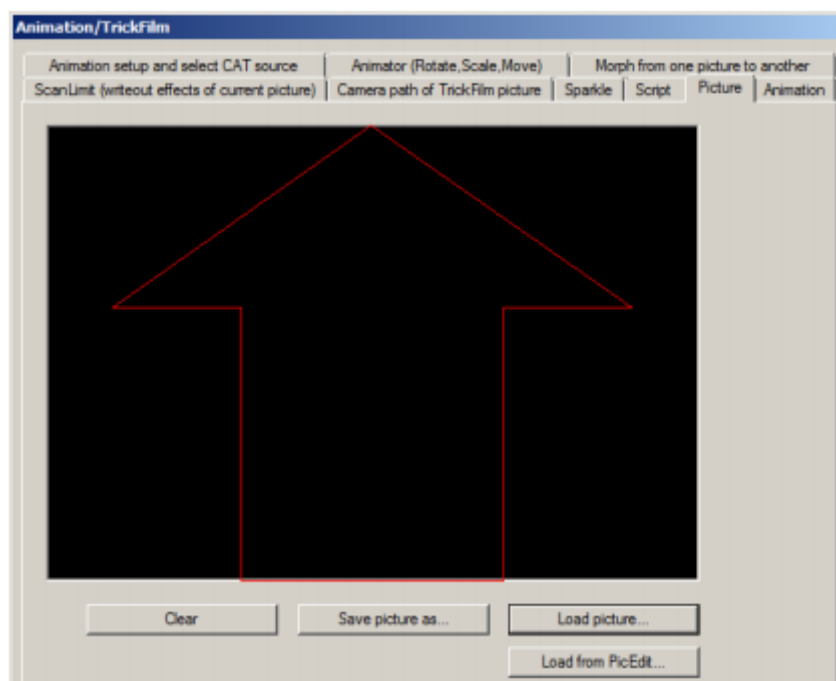 Animation/TrickFilm
Animation setup and select CAT source Animator (Rotate,Scale,Move) Morph from one picture to another
ScanLimit (writeout effects of current picture) Camera path of TrickFilm picture Sparkle Script Picture Animation
Clear Save picture as... Load picture...
Load from PicEdit...